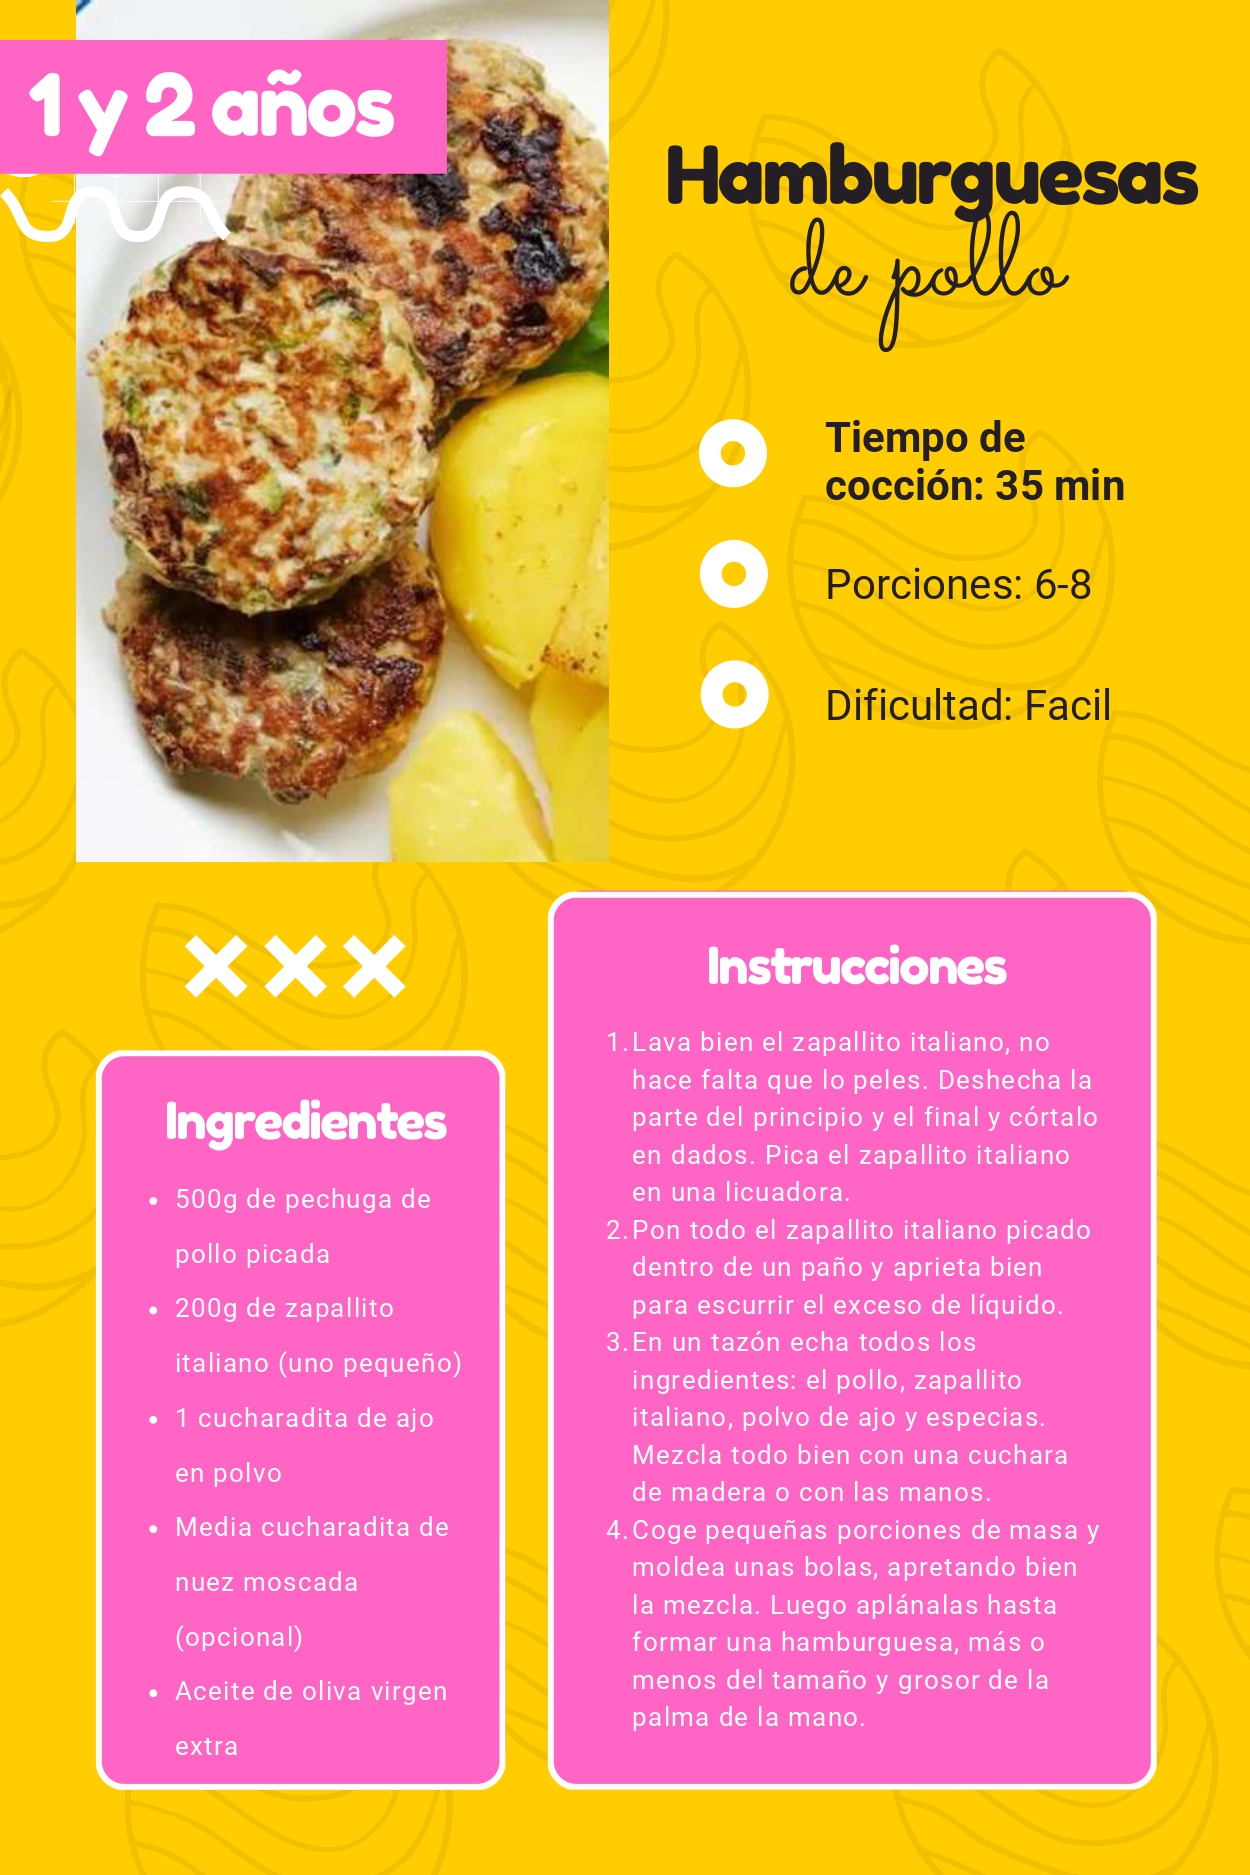 1 y 2 años
Hamburguesas
de pollo
Tiempo de
cocción: 35 min
Porciones: 6-8
Dificultad: Facil
Ingredientes
• 500g de pechuga de
pollo picada
• 200g de zapallito
italiano (uno pequeño)
• 1 cucharadita de ajo
en polvo
• Media cucharadita de
nuez moscada
(opcional)
• Aceite de oliva virgen
extra
Instrucciones
1. Lava bien el zapallito italiano, no
hace falta que lo peles. Deshecha la
parte del principio y el final y córtalo
en dados. Pica el zapallito italiano
en una licuadora.
2. Pon todo el zapallito italiano picado
dentro de un paño y aprieta bien
para escurrir el exceso de líquido.
3. En un tazón echa todos los
ingredientes: el pollo, zapallito
italiano, polvo de ajo y especias.
Mezcla todo bien con una cuchara
de madera o con las manos.
4. Coge pequeñas porciones de masa y
moldea unas bolas, apretando bien
la mezcla. Luego aplánalas hasta
formar una hamburguesa, más o
menos del tamaño y grosor de la
palma de la mano.